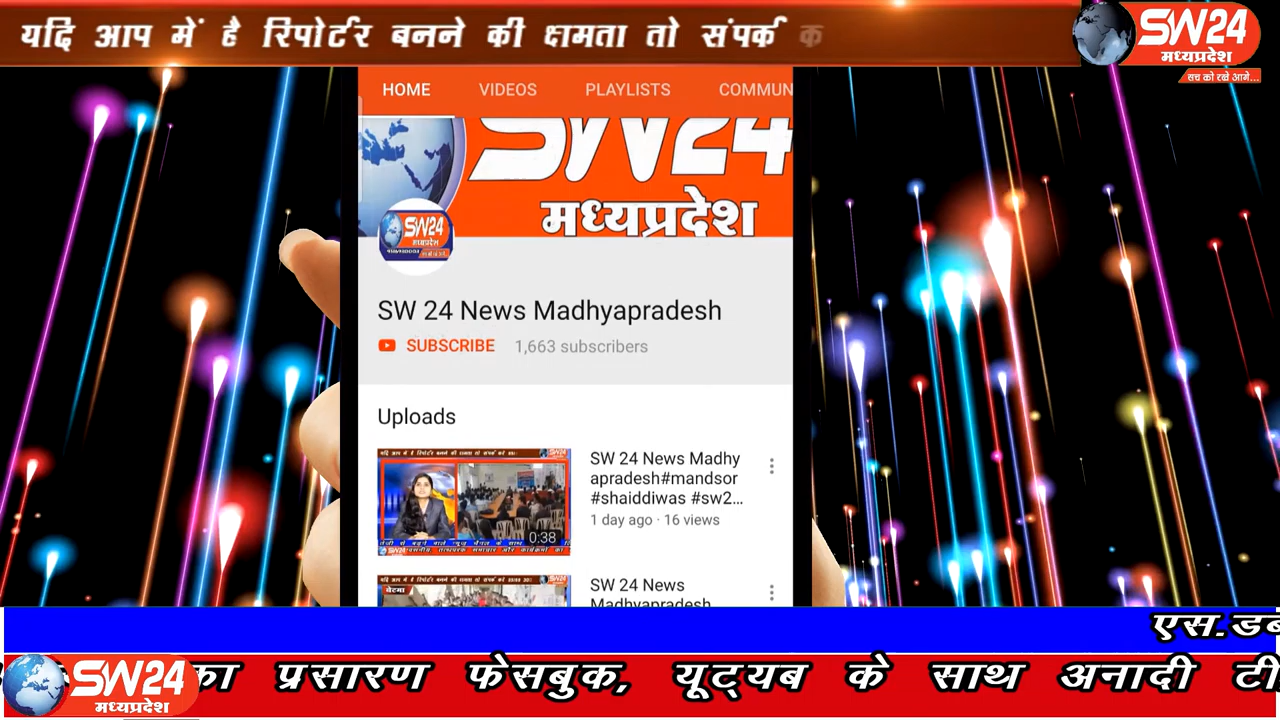 यदि आप में है रिपोर्टर बनने की क्षमता तो संपर्क क
SW24
मध्यप्रदेश
सच को रखे आगे...
HOME VIDEOS PLAYLISTS COMMUN
SW24
मध्यप्रदेश
SW24
मध्यप्रदेश
SW 24 News Madhyapradesh
SUBSCRIBE 1,663 subscribers
Uploads
SW 24 News Madhy
apradesh#mandsor
#shaiddiwas #sw2...
1 day ago · 16 views
0:38
SW 24 News
Madhyapradesh
एस.डब
का प्रसारण फेसबुक, यूट्यब के साथ अनादी टी
SW24
मध्यप्रदेश